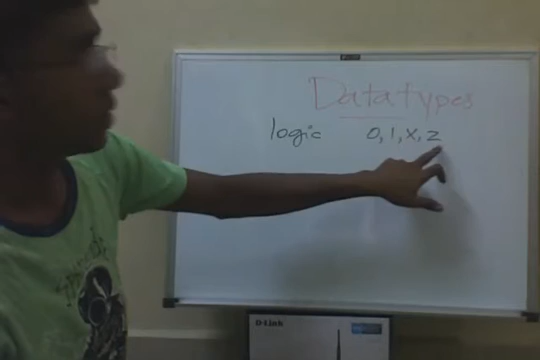 Datatypes
logic 0, 1, X, Z
D-Link